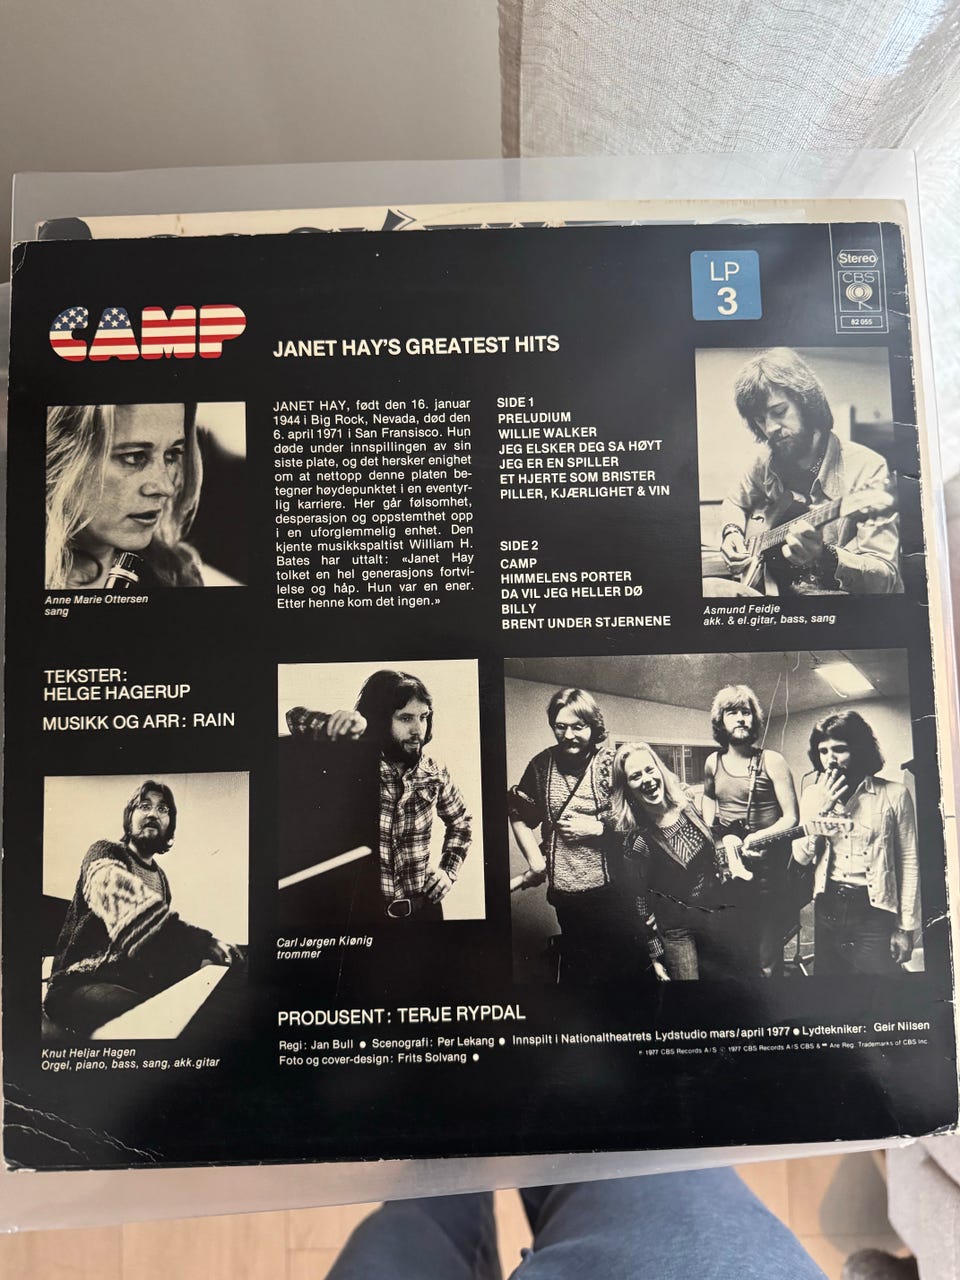 LP
3
Stereo
CBS
82 055
CAMP
JANET HAY'S GREATEST HITS
JANET HAY, født den 16. januar
1944 i Big Rock, Nevada, død den
6. april 1971 i San Fransisco. Hun
døde under innspillingen av sin
siste plate, og det hersker enighet
om at nettopp denne platen be-
tegner høydepunktet i en eventyr-
lig karriere. Her går følsomhet,
desperasjon og oppstemthet opp
i en uforglemmelig enhet. Den
kjente musikkspaltist William H.
Bates har uttalt: «Janet Hay
tolket en hel generasjons fortvi-
lelse og håp. Hun var en ener.
Etter henne kom det ingen.»
SIDE 1
PRELUDIUM
WILLIE WALKER
JEG ELSKER DEG SA HØYT
JEG ER EN SPILLER
ET HJERTE SOM BRISTER
PILLER, KJÆRLIGHET & VIN
SIDE 2
CAMP
HIMMELENS PORTER
DA VIL JEG HELLER DØ
BILLY
BRENT UNDER STJERNENE
Anne Marie Ottersen
sang
Asmund Feidje
akk. & el.gitar, bass, sang
TEKSTER:
HELGE HAGERUP
MUSIKK OG ARR: RAIN
Carl Jørgen Kiønig
trommer
Knut Heljar Hagen
Orgel, piano, bass, sang, akk.gitar
PRODUSENT: TERJE RYPDAL
Regi: Jan Bull ● Scenografi: Per Lekang ● Innspilt i Nationaltheatrets Lydstudio mars/april 1977 ● Lydtekniker: Geir Nilsen
Foto og cover-design: Frits Solvang ●
℗ 1977 CBS Records A/S © 1977 CBS Records A/S CBS & Are Reg. Trademarks of CBS Inc.